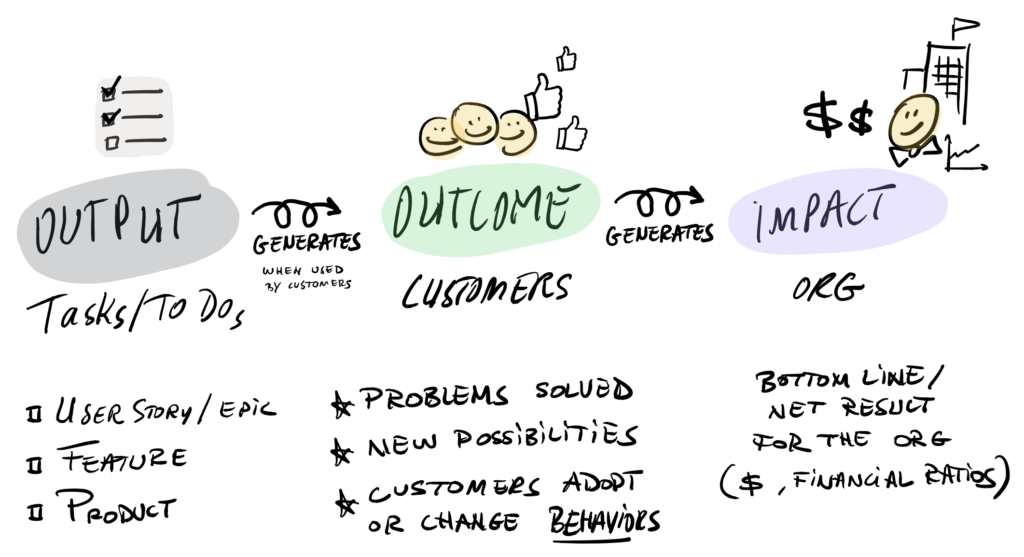 $ $
OUTPUT
GENERATES
WHEN USED
BY CUSTOMERS
Tasks/To Dos
OUTCOME
CUSTOMERS
GENERATES
IMPACT
ORG
USER STORY/EPIC
FEATURE
PRODUCT
PROBLEMS SOLVED
NEW POSSIBILITIES
CUSTOMERS ADOPT
OR CHANGE BEHAVIORS
BOTTOM LINE/
NET RESULT
FOR THE ORG
($, FINANCIAL RATIOS)